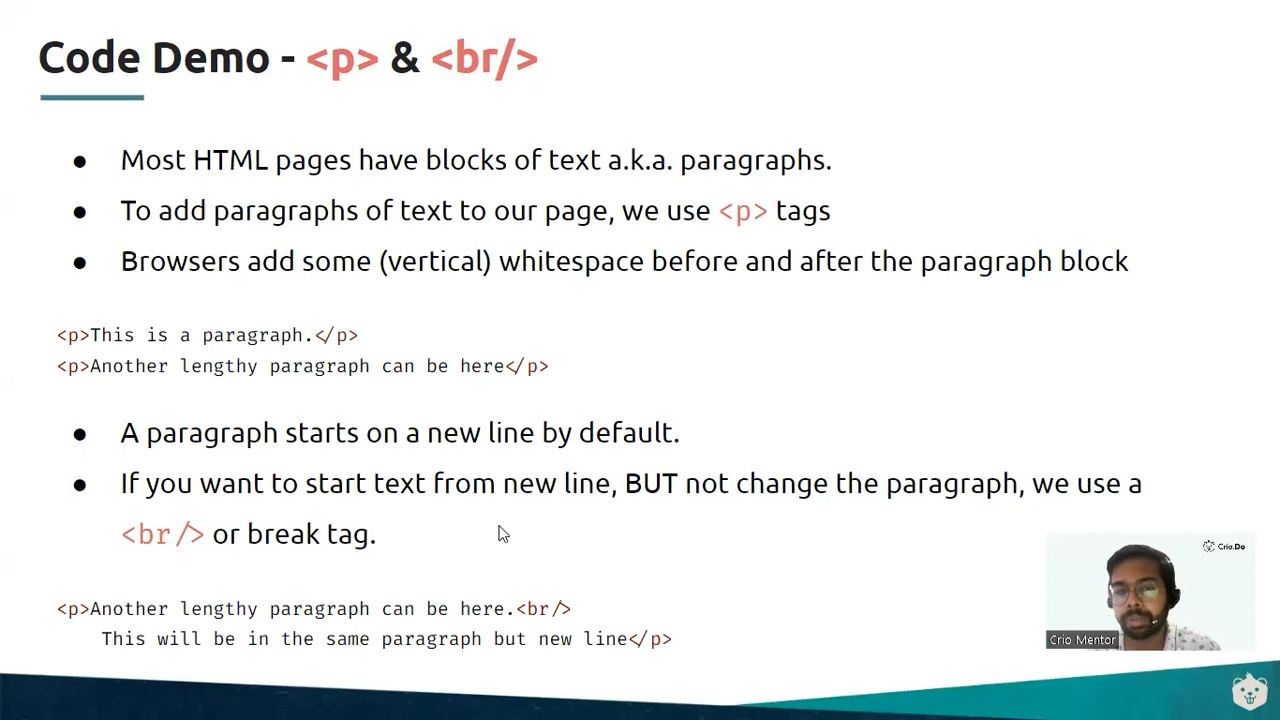 Code Demo - <p> & <br/>
● Most HTML pages have blocks of text a.k.a. paragraphs.
● To add paragraphs of text to our page, we use <p> tags
● Browsers add some (vertical) whitespace before and after the paragraph block
<p>This is a paragraph.</p>
<p>Another lengthy paragraph can be here</p>
● A paragraph starts on a new line by default.
● If you want to start text from new line, BUT not change the paragraph, we use a
<br/> or break tag.
<p>Another lengthy paragraph can be here.<br/>
This will be in the same paragraph but new line</p>
Crio.Do
Crio Mentor